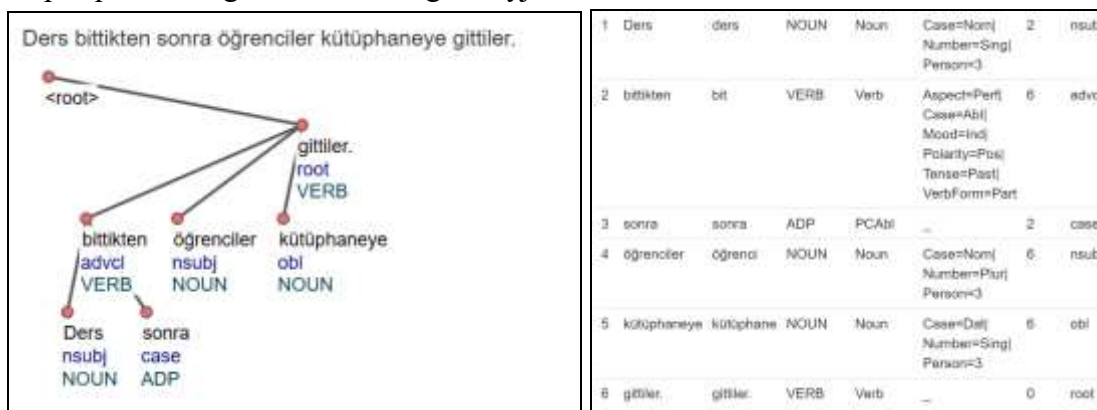 Ders bittikten sonra öğrenciler kütüphaneye gittiler.
<root>
gittiler.
root
VERB
bittikten öğrenciler kütüphaneye
advcl nsubj obl
VERB NOUN NOUN
Ders sonra
nsubj case
NOUN ADP
1 Ders ders NOUN Noun Case=Nom| 2 nsub
Number=Sing|
Person=3
2 bittikten bit VERB Verb Aspect=Perf| 6 advc
Case=Abl|
Mood=Ind|
Polarity=Pos|
Tense=Past|
VerbForm=Part
3 sonra sonra ADP PCAbl _ 2 case
4 öğrenciler öğrenci NOUN Noun Case=Nom| 6 nsub
Number=Plur|
Person=3
5 kütüphaneye kütüphane NOUN Noun Case=Dat| 6 obl
Number=Sing|
Person=3
6 gittiler. gittiler. VERB Verb _ 0 root